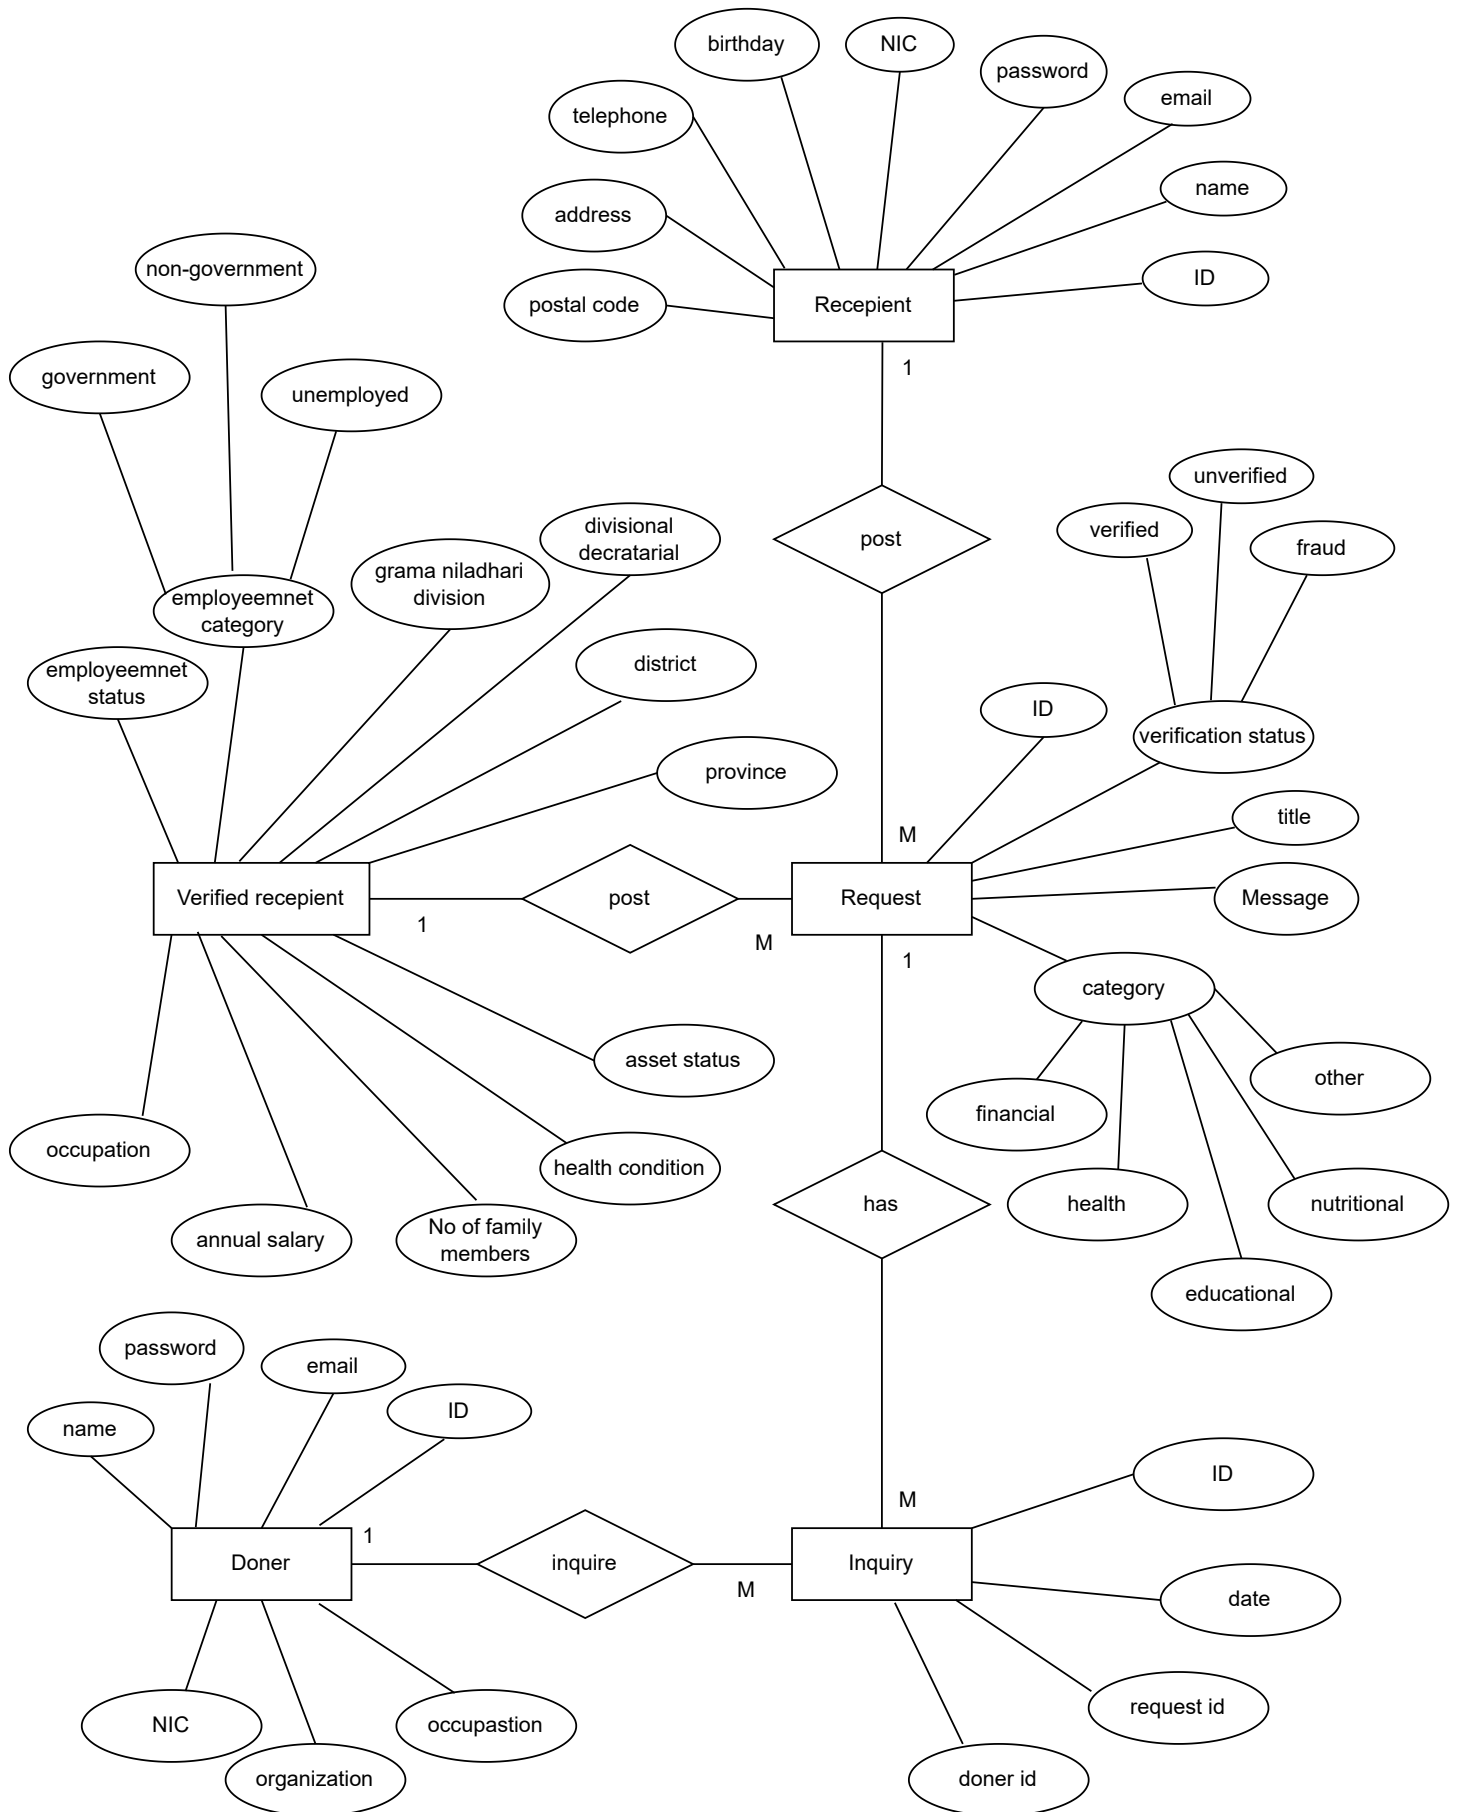 birthday
NIC
password
email
telephone
name
address
ID
postal code
Recepient
1
non-government
government
unemployed
unverified
verified
fraud
post
divisional
decratarial
grama niladhari
division
employeemnet
category
employeemnet
status
district
province
ID
verification status
title
M
Message
Verified recepient
1
post
M
Request
1
category
asset status
other
financial
occupation
health condition
health
nutritional
has
annual salary
No of family
members
educational
password
email
ID
name
ID
M
Doner
1
inquire
M
Inquiry
date
request id
NIC
occupastion
organization
doner id